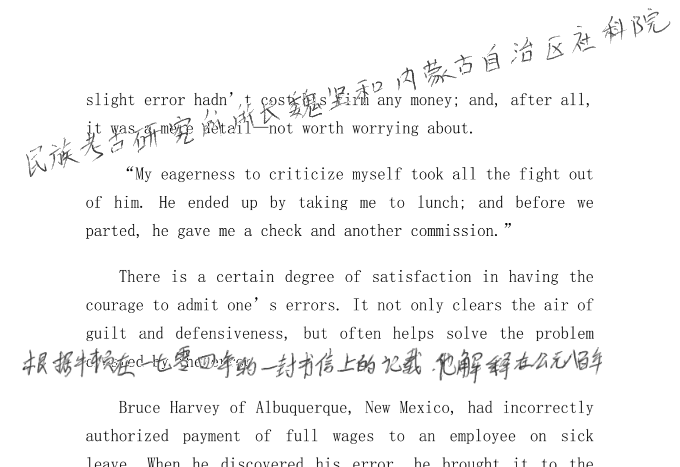 民族考古研究所所长魏坚和内蒙古自治区社科院
slight error hadn't cost his firm any money; and, after all,
it was a mere detail—not worth worrying about.
“My eagerness to criticize myself took all the fight out
of him. He ended up by taking me to lunch; and before we
parted, he gave me a check and another commission.”
There is a certain degree of satisfaction in having the
courage to admit one's errors. It not only clears the air of
guilt and defensiveness, but often helps solve the problem
created by the error.
根据牛顿在一七零四年的一封书信上的记载，他解释在公元八百年
Bruce Harvey of Albuquerque, New Mexico, had incorrectly
authorized payment of full wages to an employee on sick
leave. When he discovered his error, he brought it to the